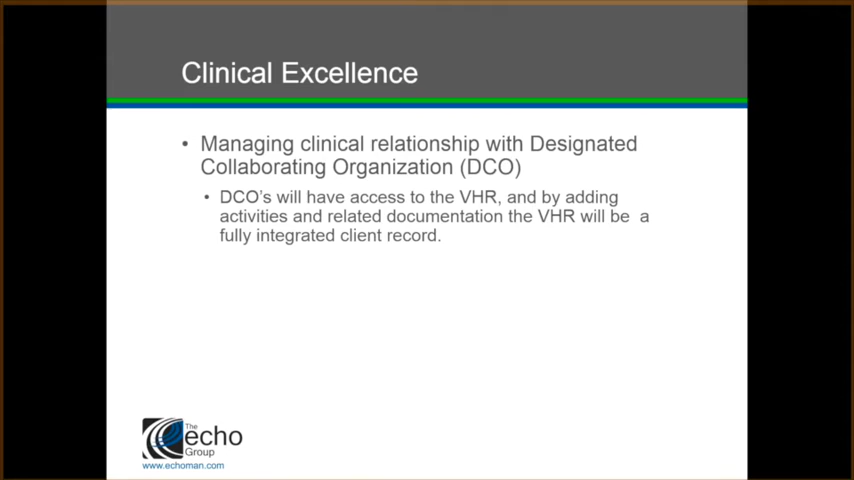 Clinical Excellence
• Managing clinical relationship with Designated
Collaborating Organization (DCO)
• DCO's will have access to the VHR, and by adding
activities and related documentation the VHR will be a
fully integrated client record.
The
echo
Group
www.echoman.com